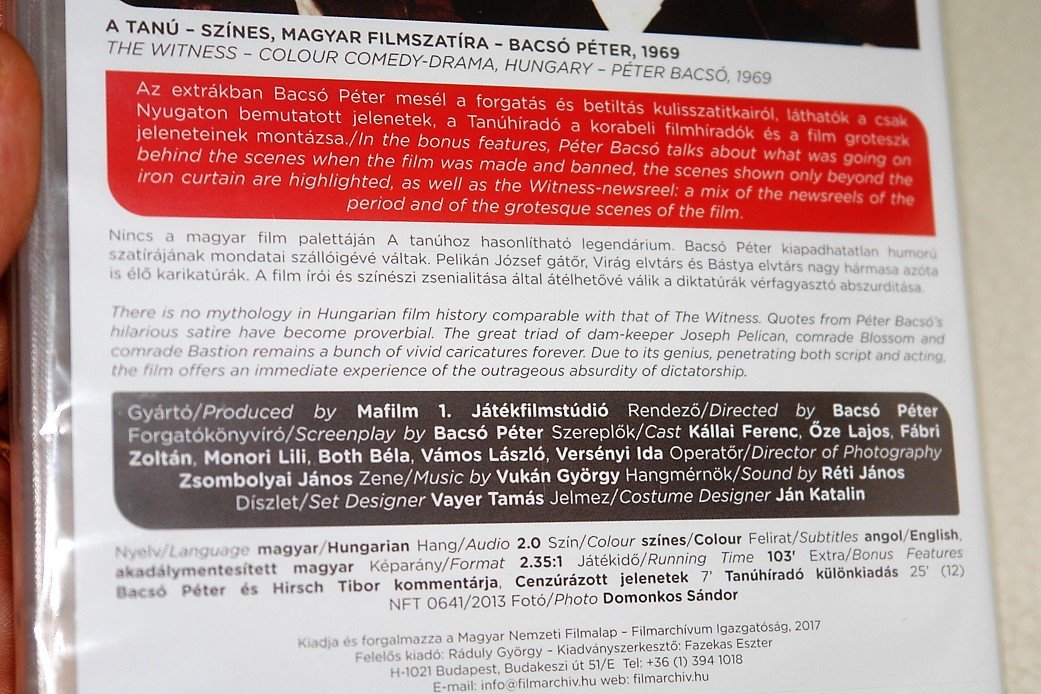 A TANÚ – SZÍNES, MAGYAR FILMSZATÍRA – BACSÓ PÉTER, 1969
THE WITNESS – COLOUR COMEDY-DRAMA, HUNGARY – PÉTER BACSÓ, 1969
Az extrákban Bacsó Péter mesél a forgatás és betiltás kulisszatitkairól, láthatók a csak
Nyugaton bemutatott jelenetek, a Tanúhíradó a korabeli filmhíradók és a film groteszk
jeleneteinek montázsa./In the bonus features, Péter Bacsó talks about what was going on
behind the scenes when the film was made and banned, the scenes shown only beyond the
iron curtain are highlighted, as well as the Witness-newsreel: a mix of the newsreels of the
period and of the grotesque scenes of the film.
Nincs a magyar film palettáján A tanúhoz hasonlítható legendárium. Bacsó Péter kiapadhatatlan humorú
szatírájának mondatai szállóigévé váltak. Pelikán József gátőr, Virág elvtárs és Bástya elvtárs nagy hármasa azóta
is élő karikatúrák. A film írói és színészi zsenialitása által átélhetővé válik a diktatúrák vérfagyasztó abszurditása.
There is no mythology in Hungarian film history comparable with that of The Witness. Quotes from Péter Bacsó's
hilarious satire have become proverbial. The great triad of dam-keeper Joseph Pelican, comrade Blossom and
comrade Bastion remains a bunch of vivid caricatures forever. Due to its genius, penetrating both script and acting,
the film offers an immediate experience of the outrageous absurdity of dictatorship.
Gyártó/Produced by Mafilm 1. Játékfilmstúdió Rendező/Directed by Bacsó Péter
Forgatókönyvíró/Screenplay by Bacsó Péter Szereplők/Cast Kállai Ferenc, Őze Lajos, Fábri
Zoltán, Monori Lili, Both Béla, Vámos László, Versényi Ida Operatőr/Director of Photography
Zsombolyai János Zene/Music by Vukán György Hangmérnök/Sound by Réti János
Díszlet/Set Designer Vayer Tamás Jelmez/Costume Designer Ján Katalin
Nyelv/Language magyar/Hungarian Hang/Audio 2.0 Szín/Colour színes/Colour Felirat/Subtitles angol/English,
akadálymentesített magyar Képarány/Format 2.35:1 Játékidő/Running Time 103' Extra/Bonus Features
Bacsó Péter és Hirsch Tibor kommentárja, Cenzúrázott jelenetek 7' Tanúhíradó különkiadás 25' (12)
NFT 0641/2013 Fotó/Photo Domonkos Sándor
Kiadja és forgalmazza a Magyar Nemzeti Filmalap – Filmarchívum Igazgatóság, 2017
Felelős kiadó: Ráduly György – Kiadványszerkesztő: Fazekas Eszter
H-1021 Budapest, Budakeszi út 51/E Tel: +36 (1) 394 1018
E-mail: info@filmarchiv.hu web: filmarchiv.hu